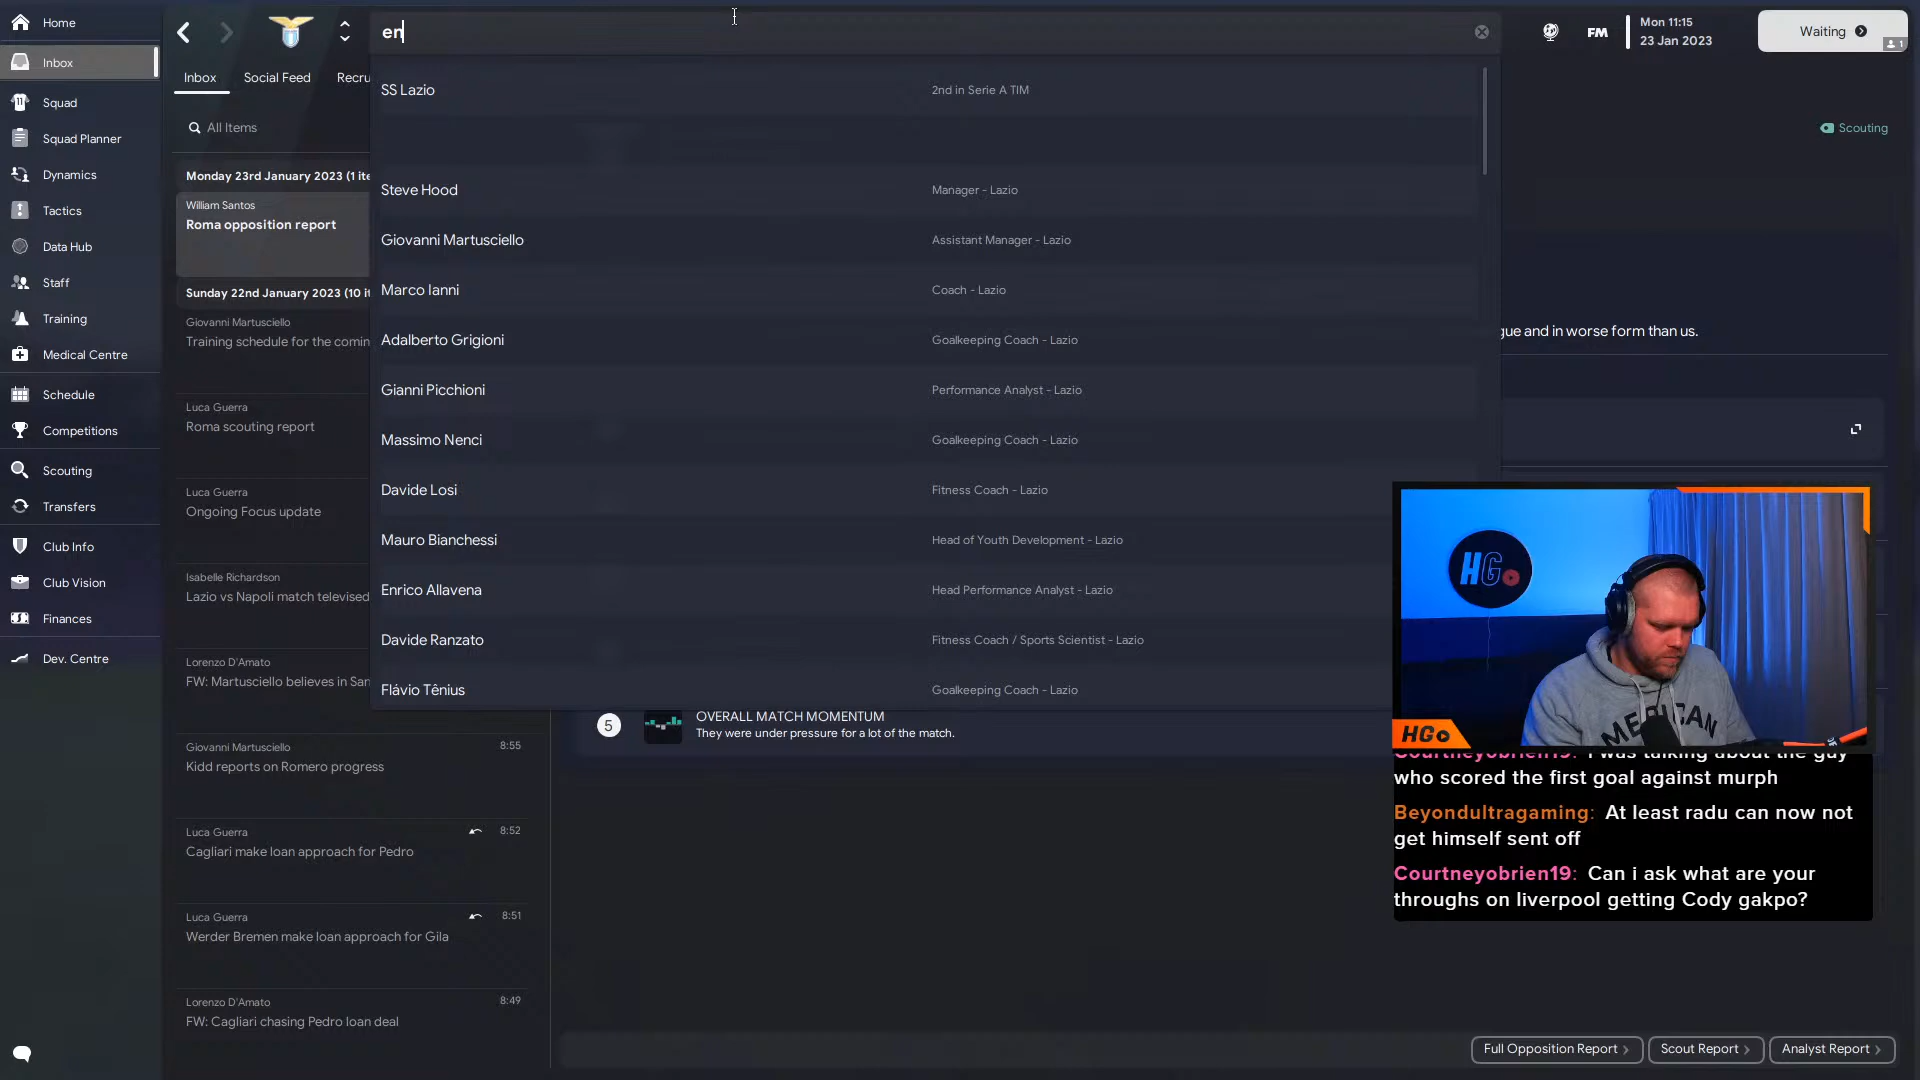 Home
Inbox
Squad
Squad Planner
Dynamics
Tactics
Data Hub
Staff
Training
Medical Centre
Schedule
Competitions
Scouting
Transfers
Club Info
Club Vision
Finances
Dev. Centre
en
FM
Mon 11:15
23 Jan 2023
Waiting
1
Inbox
Social Feed
Recru
All Items
Scouting
Monday 23rd January 2023 (1 ite
William Santos
Roma opposition report
Sunday 22nd January 2023 (10 it
Giovanni Martusciello
Training schedule for the comin
Luca Guerra
Roma scouting report
Luca Guerra
Ongoing Focus update
Isabelle Richardson
Lazio vs Napoli match televised
Lorenzo D'Amato
FW: Martusciello believes in San
Giovanni Martusciello 8:55
Kidd reports on Romero progress
Luca Guerra 8:52
Cagliari make loan approach for Pedro
Luca Guerra 8:51
Werder Bremen make loan approach for Gila
Lorenzo D'Amato 8:49
FW: Cagliari chasing Pedro loan deal
SS Lazio 2nd in Serie A TIM
Steve Hood Manager - Lazio
Giovanni Martusciello Assistant Manager - Lazio
Marco Ianni Coach - Lazio
Adalberto Grigioni Goalkeeping Coach - Lazio
Gianni Picchioni Performance Analyst - Lazio
Massimo Nenci Goalkeeping Coach - Lazio
Davide Losi Fitness Coach - Lazio
Mauro Bianchessi Head of Youth Development - Lazio
Enrico Allavena Head Performance Analyst - Lazio
Davide Ranzato Fitness Coach / Sports Scientist - Lazio
Flávio Tênius Goalkeeping Coach - Lazio
gue and in worse form than us.
5
OVERALL MATCH MOMENTUM
They were under pressure for a lot of the match.
HG
HG
Courtneyobrien19: I was talking about the guy
who scored the first goal against murph
Beyondultragaming: At least radu can now not
get himself sent off
Courtneyobrien19: Can i ask what are your
throughs on liverpool getting Cody gakpo?
Full Opposition Report
Scout Report
Analyst Report